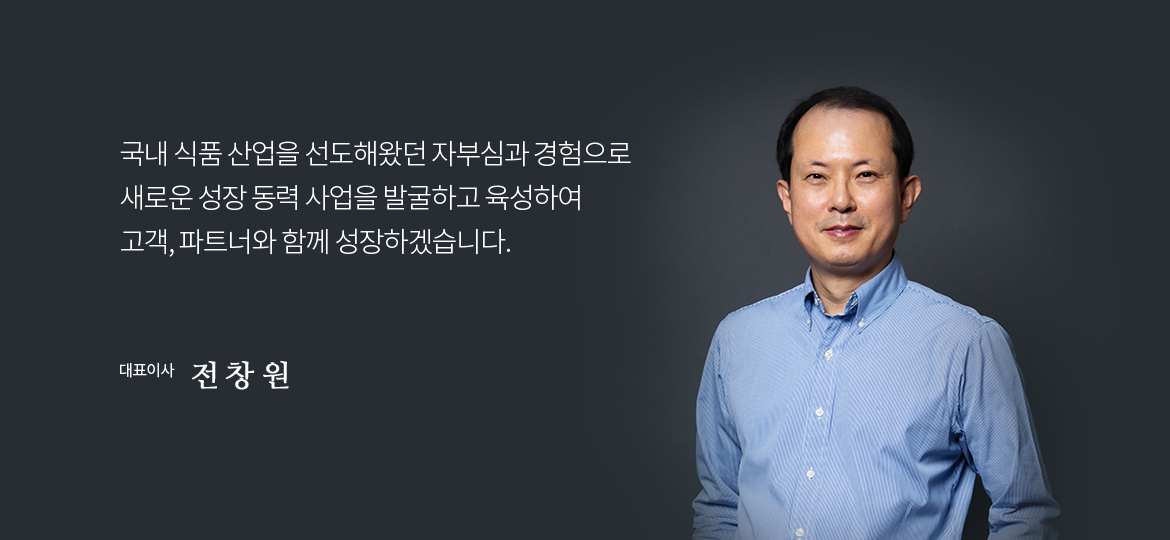 국내 식품 산업을 선도해왔던 자부심과 경험으로
새로운 성장 동력 사업을 발굴하고 육성하여
고객, 파트너와 함께 성장하겠습니다.
대표이사 전창원